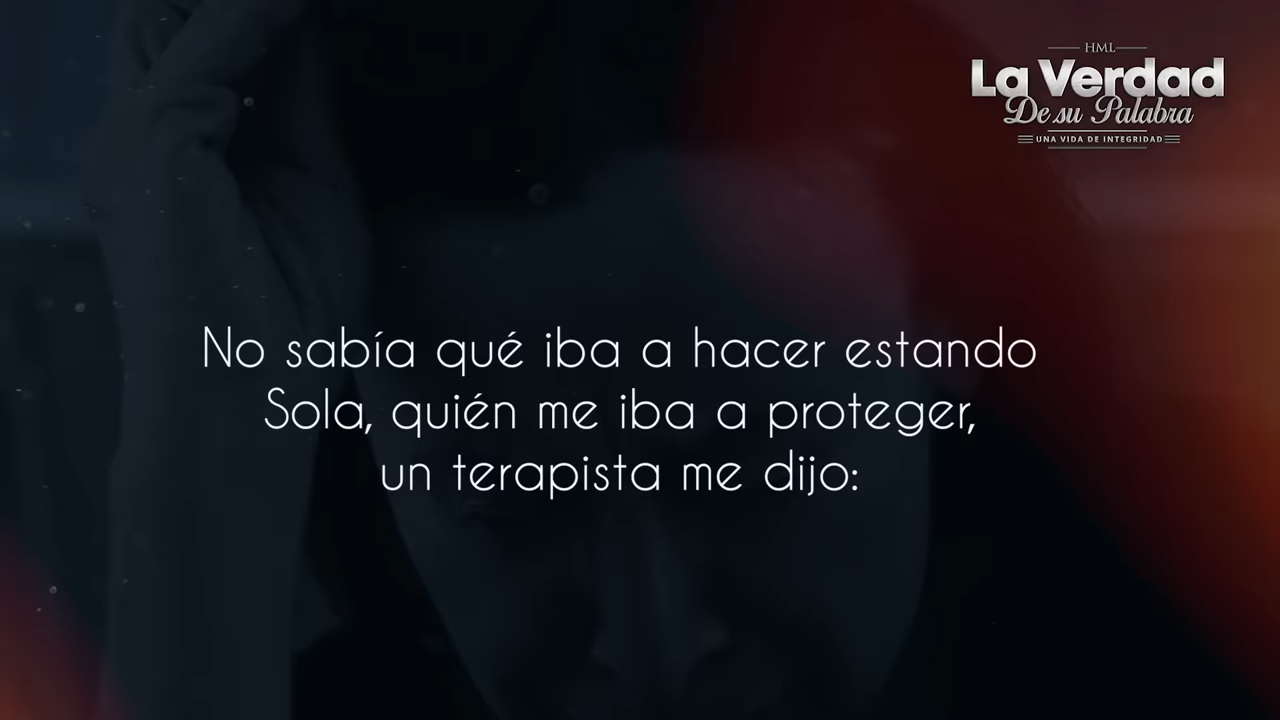 HML
La Verdad
De su Palabra
UNA VIDA DE INTEGRIDAD
No sabía qué iba a hacer estando
Sola, quién me iba a proteger,
un terapista me dijo: